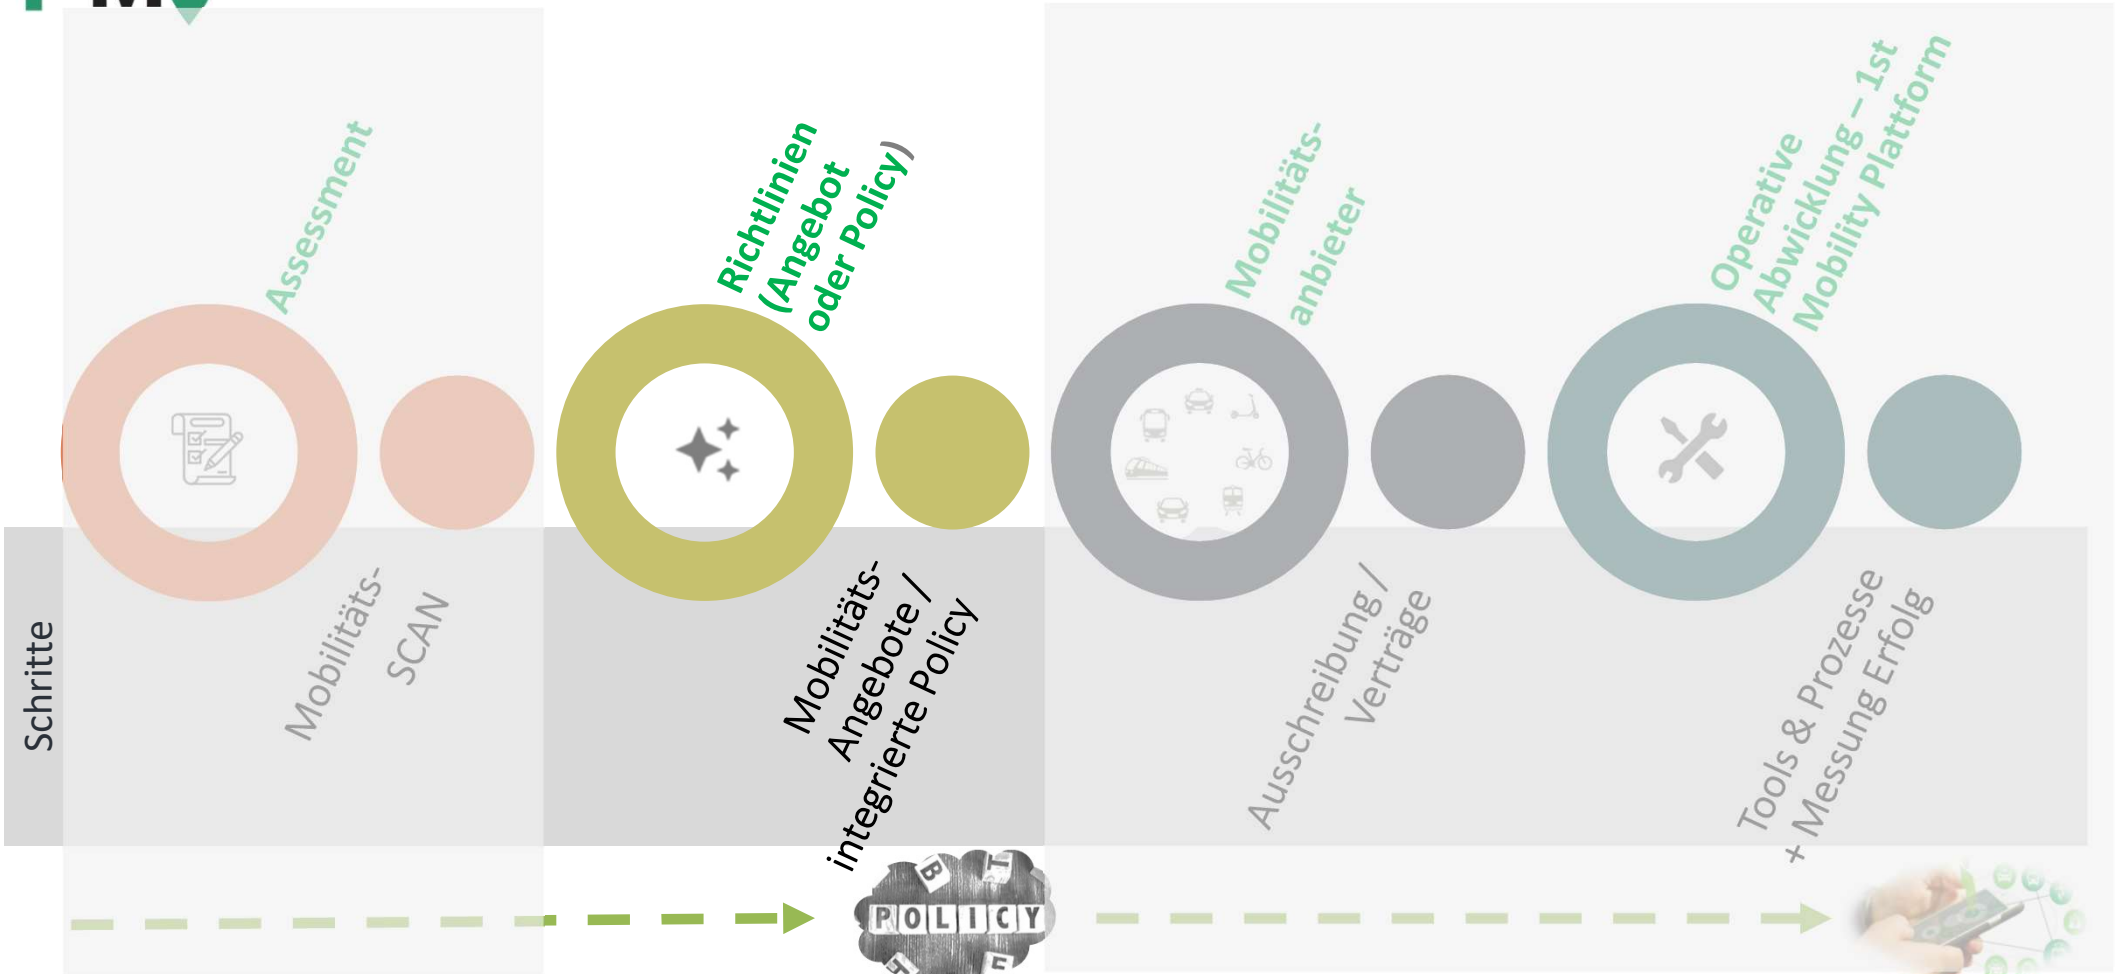 Assessment
Richtlinien
(Angebot
oder Policy)
Mobilitäts-
anbieter
Operative
Abwicklung – 1st
Mobility Plattform
Schritte
Mobilitäts-
SCAN
Mobilitäts-
Angebote /
integrierte Policy
Ausschreibung /
Verträge
Tools & Prozesse
+ Messung Erfolg
B T
POLICY